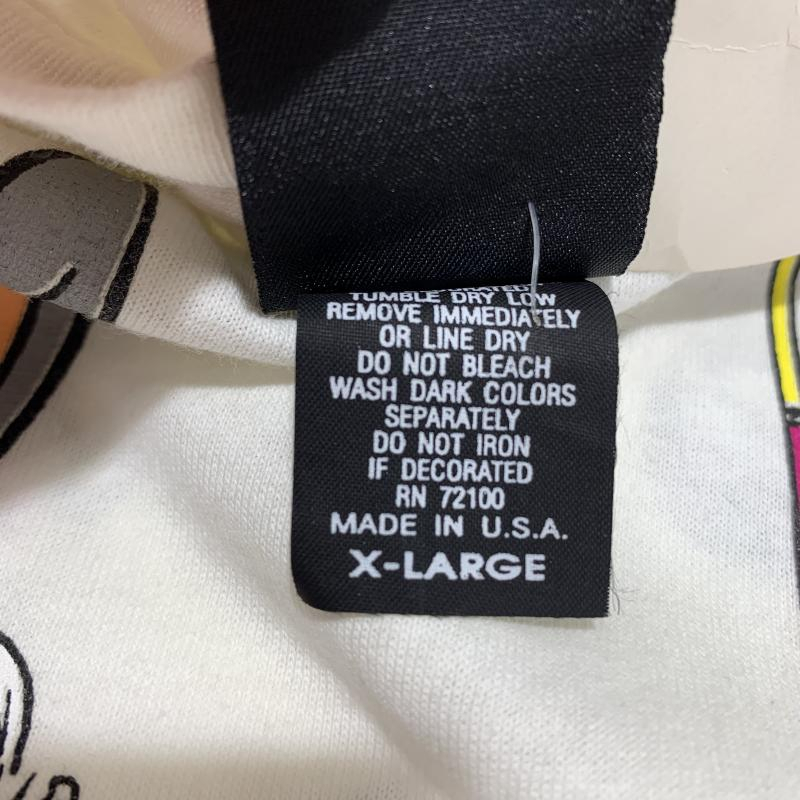 TUMBLE DRY LOW
REMOVE IMMEDIATELY
OR LINE DRY
DO NOT BLEACH
WASH DARK COLORS
SEPARATELY
DO NOT IRON
IF DECORATED
RN 72100
MADE IN U.S.A.
X-LARGE